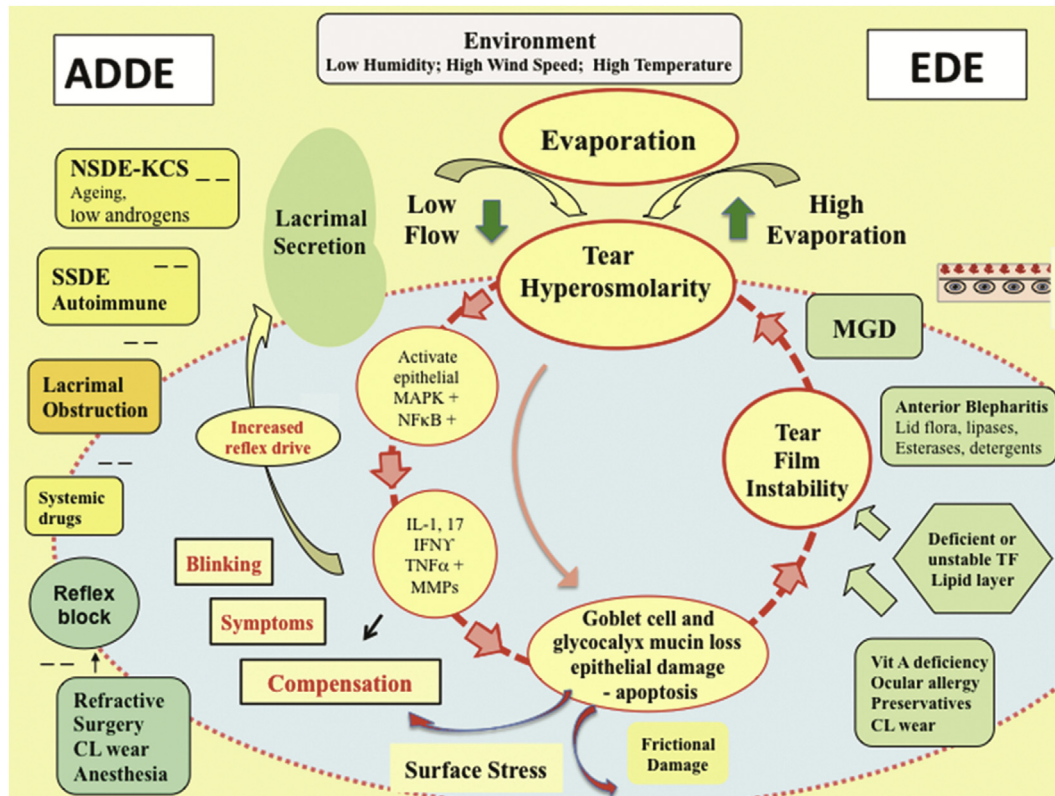 ADDE
Environment
Low Humidity; High Wind Speed; High Temperature
EDE
Evaporation
NSDE-KCS
Ageing,
low androgens
Lacrimal
Secretion
Low
Flow
High
Evaporation
Tear
Hyperosmolarity
SSDE
Autoimmune
MGD
Lacrimal
Obstruction
Activate
epithelial
MAPK +
NFκB +
Increased
reflex drive
Tear
Film
Instability
Anterior Blepharitis
Lid flora, lipases,
Esterases, detergents
Systemic
drugs
IL-1, 17
IFNϒ
TNFα +
MMPs
Deficient or
unstable TF
Lipid layer
Blinking
Reflex
block
Symptoms
Compensation
Goblet cell and
glycocalyx mucin loss
epithelial damage
- apoptosis
Vit A deficiency
Ocular allergy
Preservatives
CL wear
Refractive
Surgery
CL wear
Anesthesia
Surface Stress
Frictional
Damage